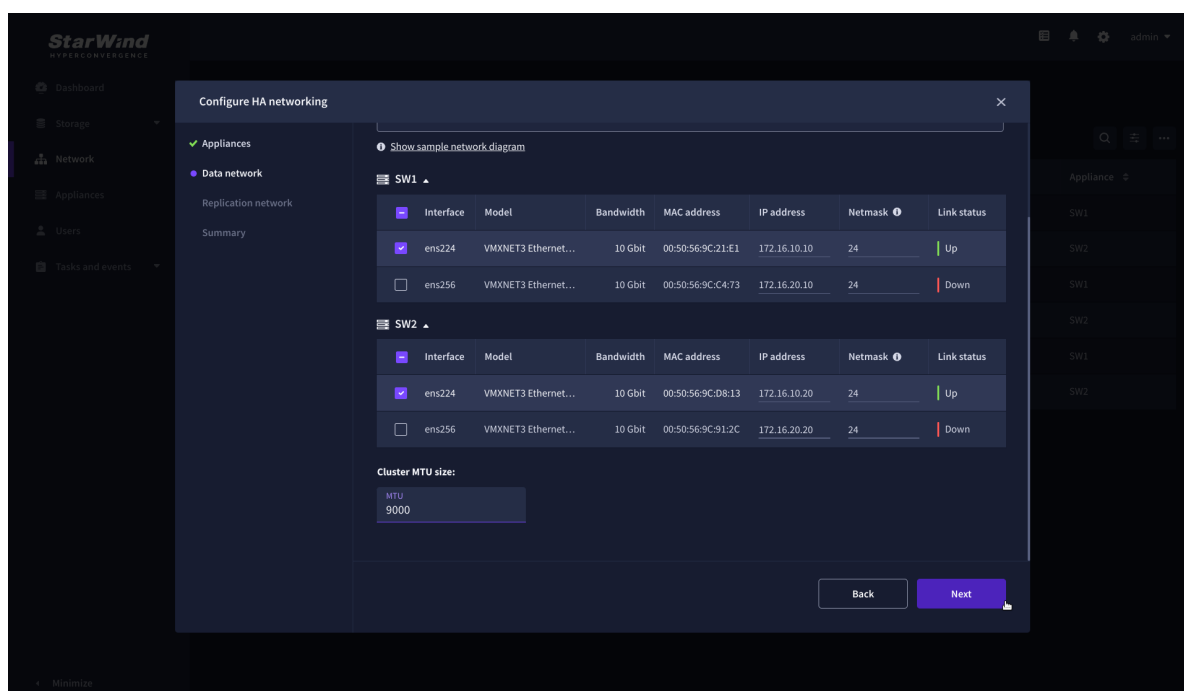 StarWind
HYPERCONVERGENCE
admin
Dashboard
Storage
Network
Appliances
Users
Tasks and events
Minimize
Appliance
SW1
SW2
SW1
SW2
SW1
SW2
Configure HA networking
Appliances
Data network
Replication network
Summary
Show sample network diagram
SW1
Interface Model Bandwidth MAC address IP address Netmask Link status
ens224 VMXNET3 Ethernet... 10 Gbit 00:50:56:9C:21:E1 172.16.10.10 24 Up
ens256 VMXNET3 Ethernet... 10 Gbit 00:50:56:9C:C4:73 172.16.20.10 24 Down
SW2
Interface Model Bandwidth MAC address IP address Netmask Link status
ens224 VMXNET3 Ethernet... 10 Gbit 00:50:56:9C:D8:13 172.16.10.20 24 Up
ens256 VMXNET3 Ethernet... 10 Gbit 00:50:56:9C:91:2C 172.16.20.20 24 Down
Cluster MTU size:
MTU
9000
Back Next